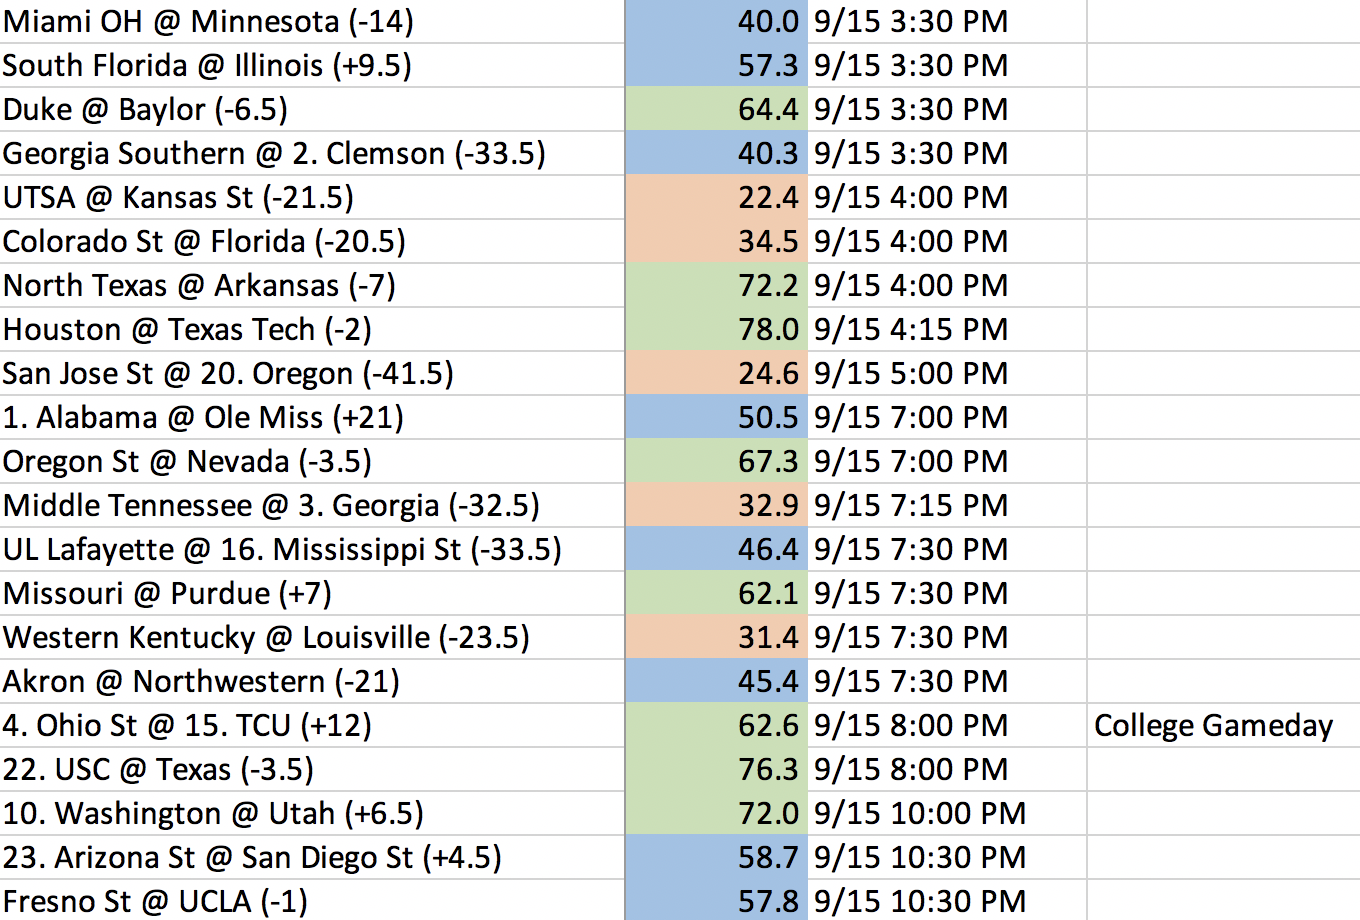 Miami OH @ Minnesota (-14) 40.0 9/15 3:30 PM
South Florida @ Illinois (+9.5) 57.3 9/15 3:30 PM
Duke @ Baylor (-6.5) 64.4 9/15 3:30 PM
Georgia Southern @ 2. Clemson (-33.5) 40.3 9/15 3:30 PM
UTSA @ Kansas St (-21.5) 22.4 9/15 4:00 PM
Colorado St @ Florida (-20.5) 34.5 9/15 4:00 PM
North Texas @ Arkansas (-7) 72.2 9/15 4:00 PM
Houston @ Texas Tech (-2) 78.0 9/15 4:15 PM
San Jose St @ 20. Oregon (-41.5) 24.6 9/15 5:00 PM
1. Alabama @ Ole Miss (+21) 50.5 9/15 7:00 PM
Oregon St @ Nevada (-3.5) 67.3 9/15 7:00 PM
Middle Tennessee @ 3. Georgia (-32.5) 32.9 9/15 7:15 PM
UL Lafayette @ 16. Mississippi St (-33.5) 46.4 9/15 7:30 PM
Missouri @ Purdue (+7) 62.1 9/15 7:30 PM
Western Kentucky @ Louisville (-23.5) 31.4 9/15 7:30 PM
Akron @ Northwestern (-21) 45.4 9/15 7:30 PM
4. Ohio St @ 15. TCU (+12) 62.6 9/15 8:00 PM College Gameday
22. USC @ Texas (-3.5) 76.3 9/15 8:00 PM
10. Washington @ Utah (+6.5) 72.0 9/15 10:00 PM
23. Arizona St @ San Diego St (+4.5) 58.7 9/15 10:30 PM
Fresno St @ UCLA (-1) 57.8 9/15 10:30 PM